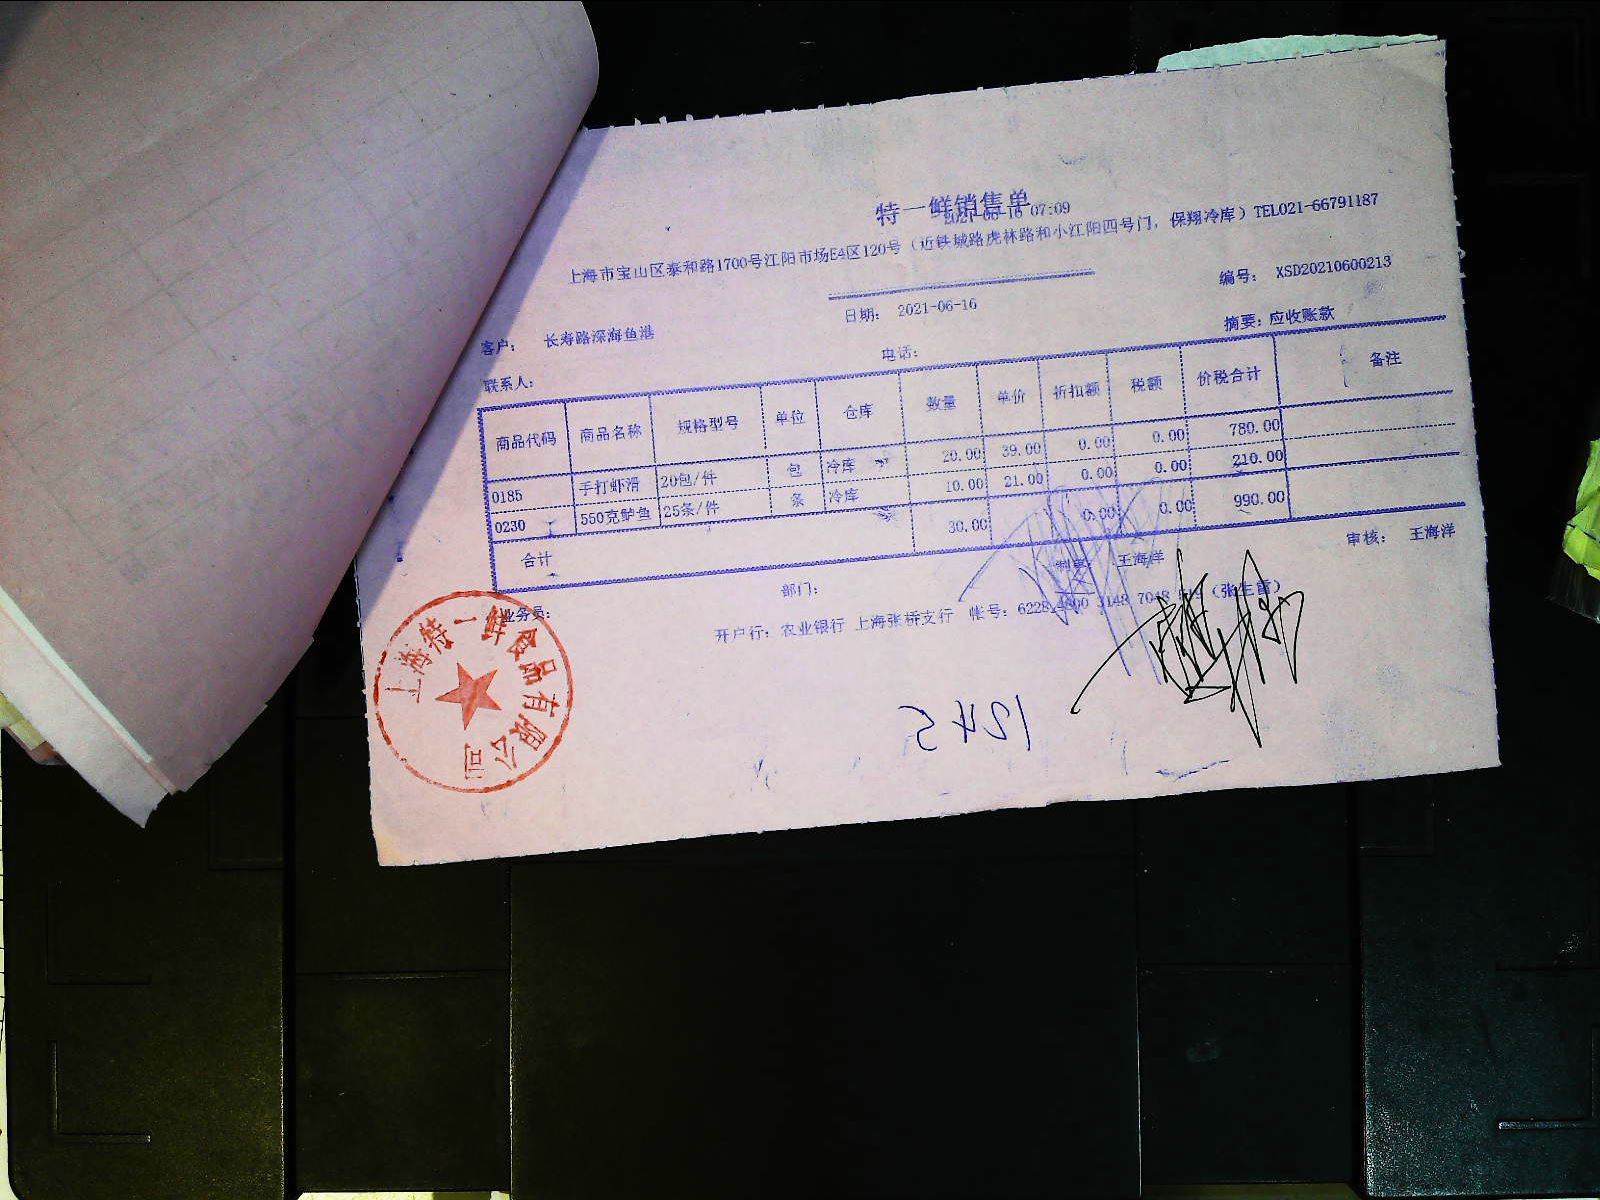 特一鲜销售单
2021-06-16 07:09
上海市宝山区泰和路1700号江阳市场E4区120号（近铁城路虎林路和小江阳四号门，保翔冷库）TEL021-66791187
日期： 2021-06-16 编号： XSD20210600213
客户： 长寿路深海鱼港 摘要：应收账款
联系人： 电话：
商品代码 商品名称 规格型号 单位 仓库 数量 单价 折扣额 税额 价税合计 备注
0185 手打虾滑 20包/件 包 冷库 20.00 39.00 0.00 0.00 780.00
0230 550克鲈鱼 25条/件 条 冷库 10.00 21.00 0.00 0.00 210.00
合计 30.00 0.00 0.00 990.00
业务员： 部门： 制单： 王海洋 审核： 王海洋
开户行：农业银行 上海张桥支行 帐号：6228 4800 3148 7048 （张生雷）
上海特一鲜食品有限公司
1245